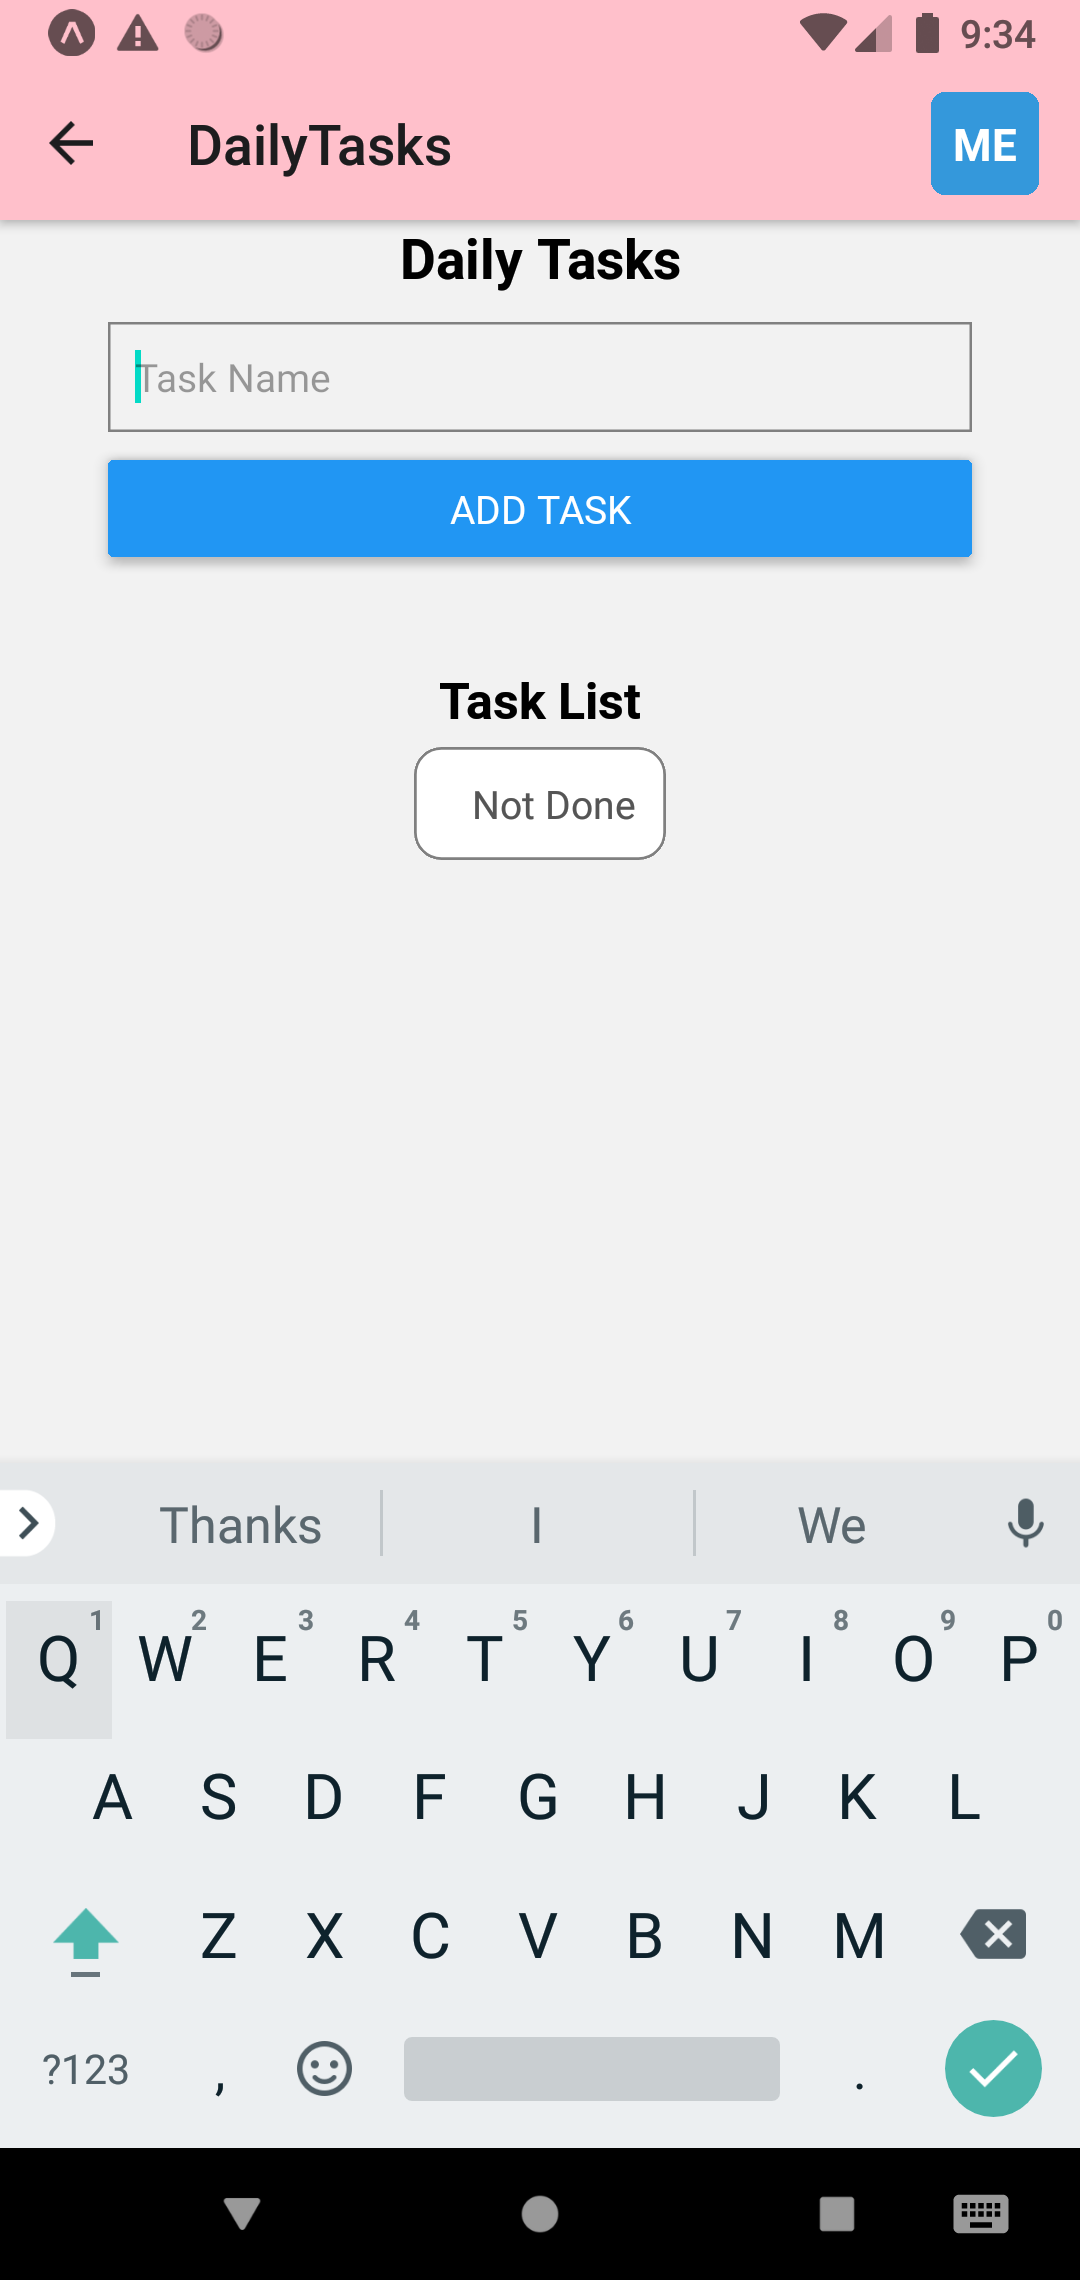 9:34
DailyTasks ME
Daily Tasks
Task Name
ADD TASK
Task List
Not Done
Thanks I We
1 2 3 4 5 6 7 8 9 0
Q W E R T Y U I O P
A S D F G H J K L
Z X C V B N M
?123 , .